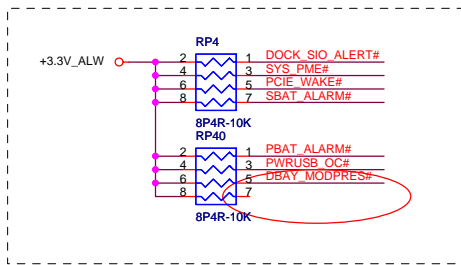 RP4
+3.3V_ALW
2 1 DOCK_SIO_ALERT#
4 3 SYS_PME#
6 5 PCIE_WAKE#
8 7 SBAT_ALARM#
8P4R-10K
RP40
2 1 PBAT_ALARM#
4 3 PWRUSB_OC#
6 5 DBAY_MODPRES#
8 7
8P4R-10K